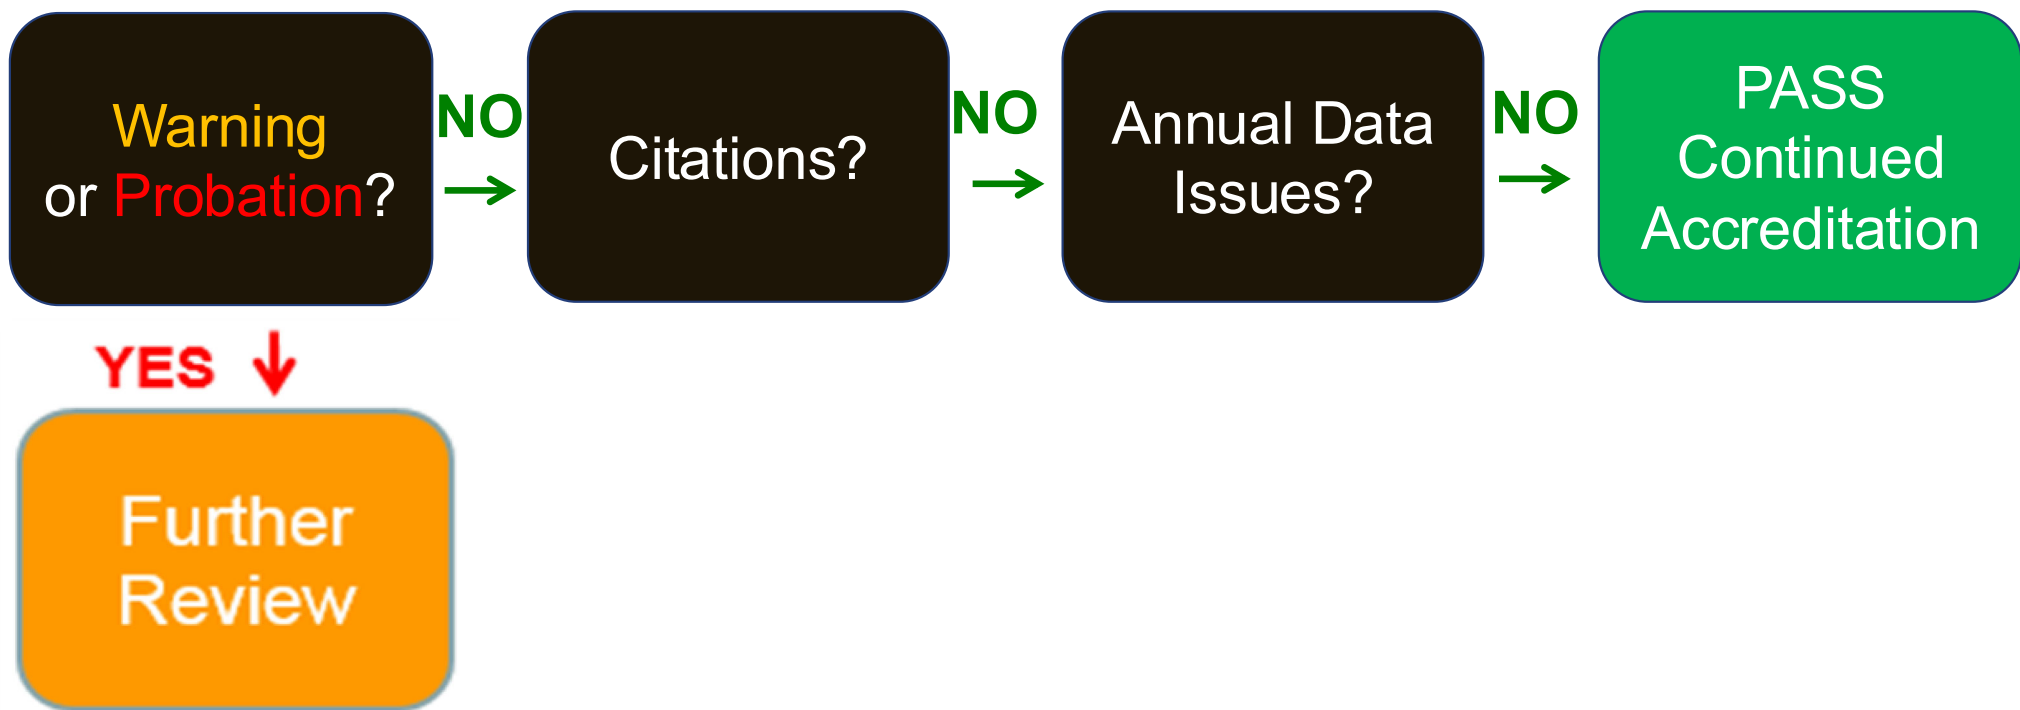 Warning
or Probation?
NO
Citations?
NO
Annual Data
Issues?
NO
PASS
Continued
Accreditation
YES
Further
Review